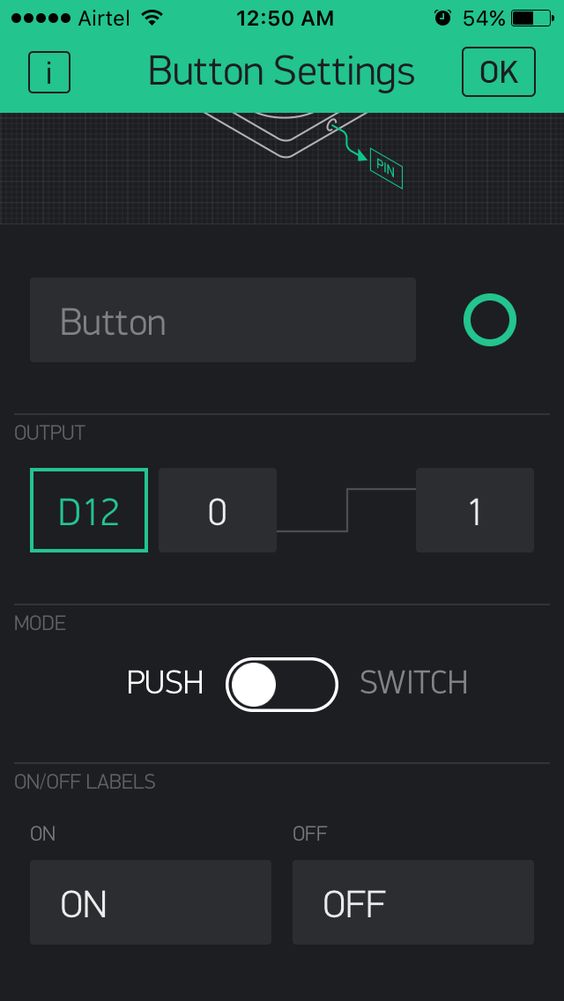 Airtel 12:50 AM 54%
i Button Settings OK
PIN
Button
OUTPUT
D12 0 1
MODE
PUSH SWITCH
ON/OFF LABELS
ON OFF
ON OFF